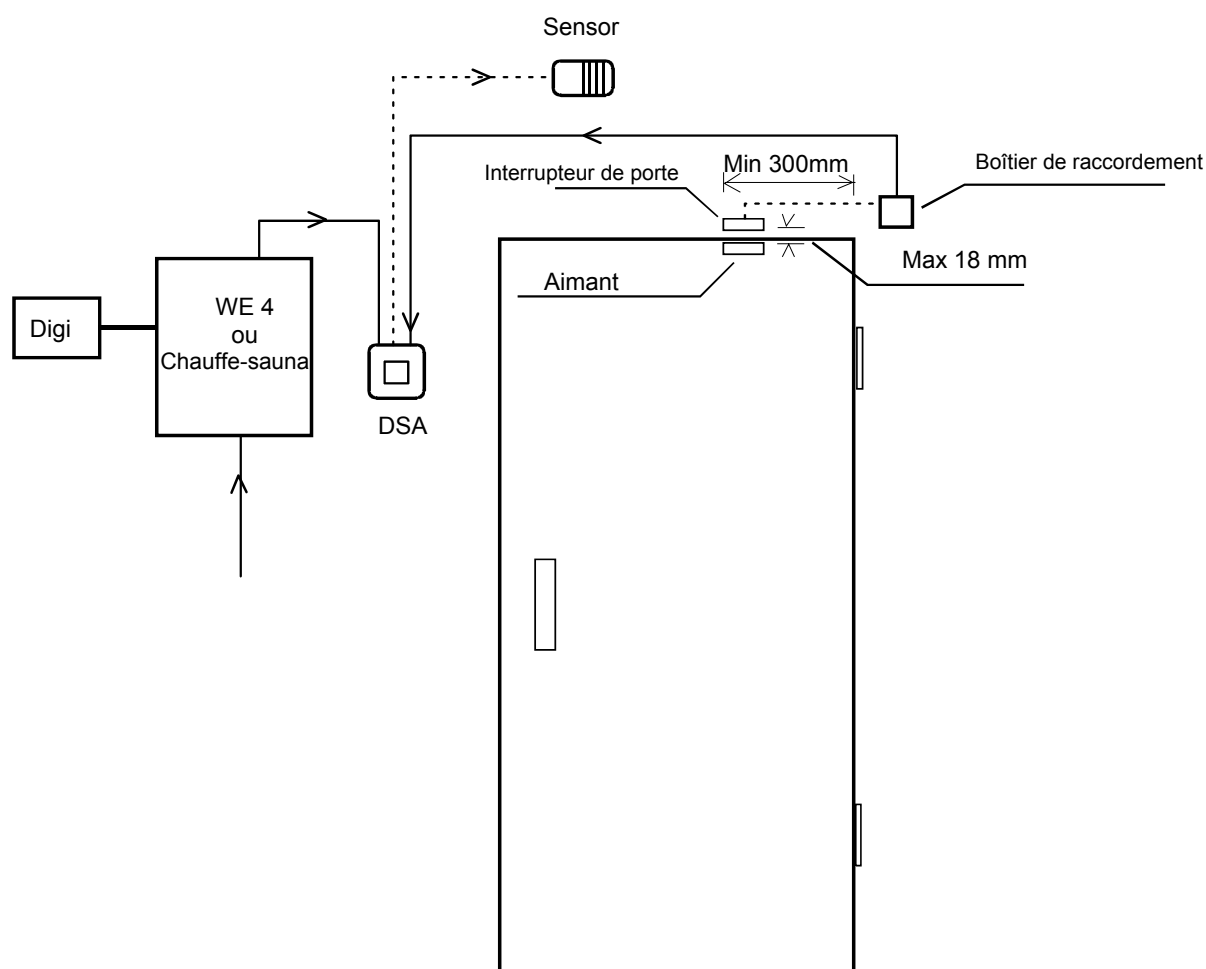 Sensor
Min 300mm
Boîtier de raccordement
Interrupteur de porte
Max 18 mm
Aimant
WE 4
ou
Chauffe-sauna
Digi
DSA